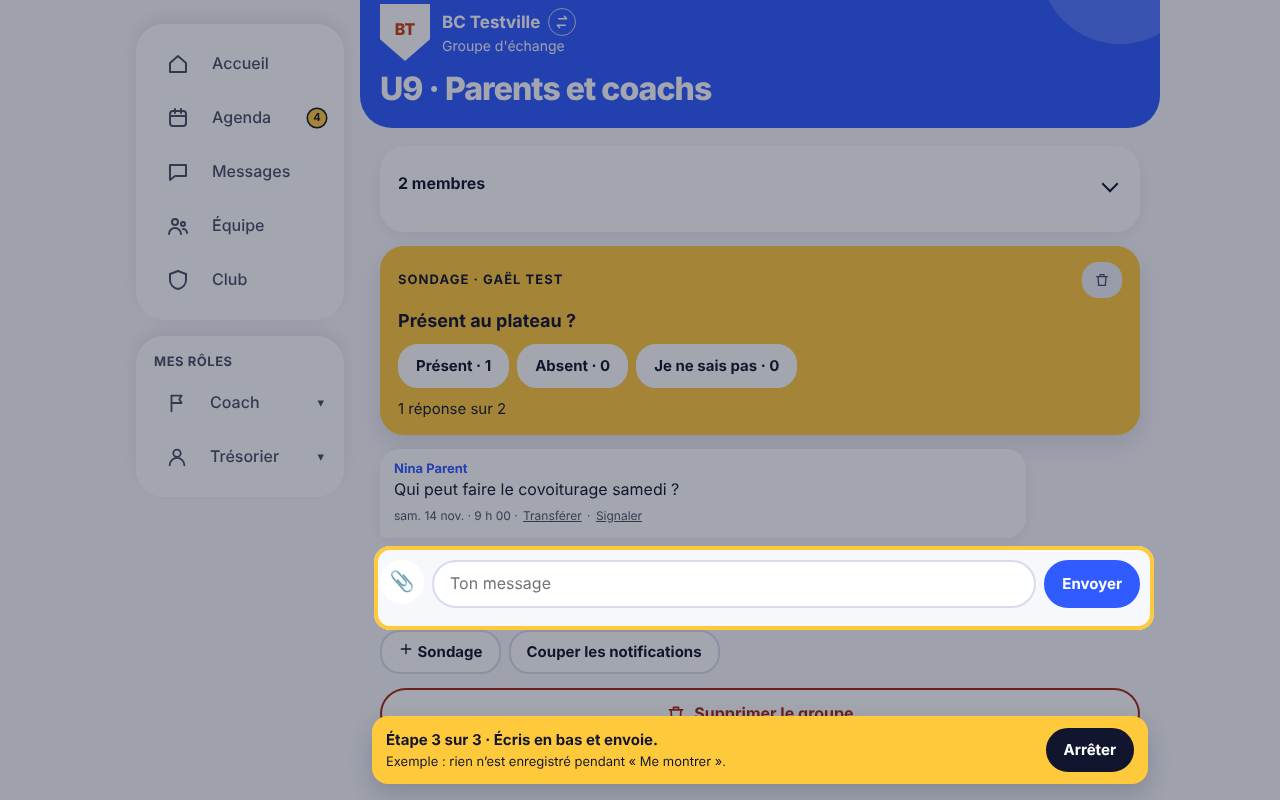 Accueil
Agenda
4
Messages
Équipe
Club
MES RÔLES
Coach
▾
Trésorier
▾
BT
BC Testville
Groupe d'échange
U9 · Parents et coachs
2 membres
SONDAGE · GAËL TEST
Présent au plateau ?
Présent · 1
Absent · 0
Je ne sais pas · 0
1 réponse sur 2
Nina Parent
Qui peut faire le covoiturage samedi ?
sam. 14 nov. · 9 h 00 · Transférer · Signaler
Ton message
Envoyer
+ Sondage
Couper les notifications
Supprimer le groupe
Étape 3 sur 3 · Écris en bas et envoie.
Exemple : rien n’est enregistré pendant « Me montrer ».
Arrêter